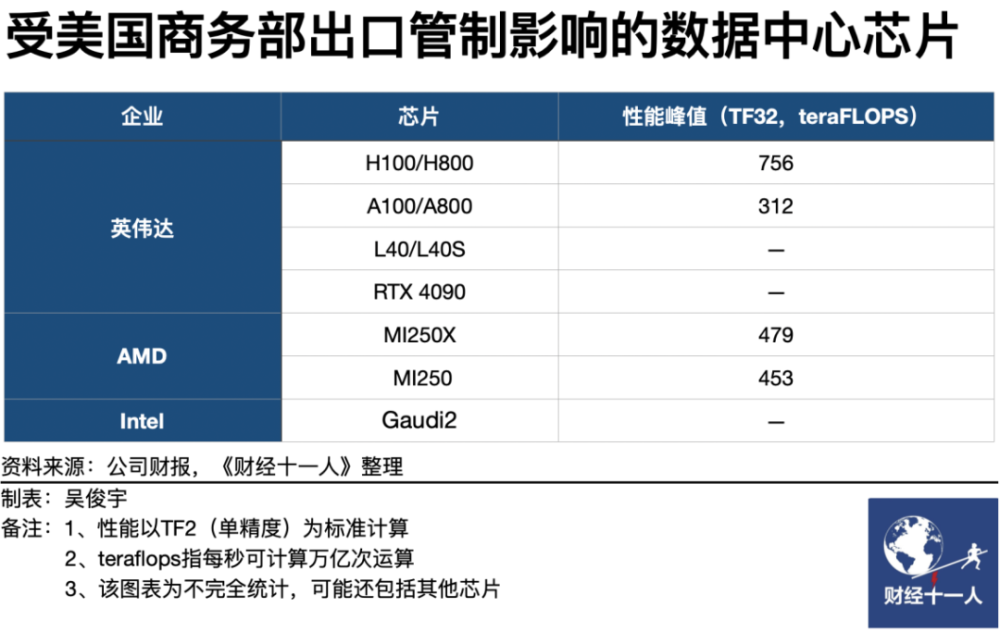 受美国商务部出口管制影响的数据中心芯片
企业 芯片 性能峰值（TF32，teraFLOPS）
英伟达 H100/H800 756
A100/A800 312
L40/L40S —
RTX 4090 —
AMD MI250X 479
MI250 453
Intel Gaudi2 —
资料来源：公司财报，《财经十一人》整理
制表：吴俊宇
备注：1、性能以TF2（单精度）为标准计算
2、teraflops指每秒可计算万亿次运算
3、该图表为不完全统计，可能还包括其他芯片
财经十一人